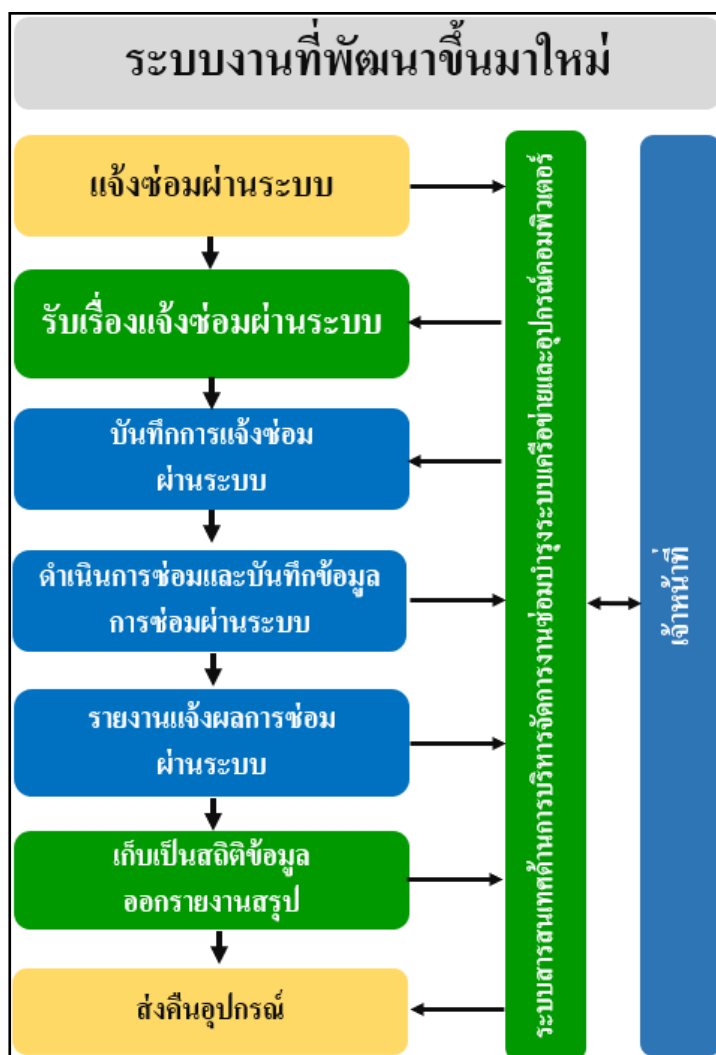 ระบบงานที่พัฒนาขึ้นมาใหม่
แจ้งซ่อมผ่านระบบ
รับเรื่องแจ้งซ่อมผ่านระบบ
บันทึกการแจ้งซ่อม
ผ่านระบบ
ดำเนินการซ่อมและบันทึกข้อมูล
การซ่อมผ่านระบบ
รายงานแจ้งผลการซ่อม
ผ่านระบบ
เก็บเป็นสถิติข้อมูล
ออกรายงานสรุป
ส่งคืนอุปกรณ์
ระบบสารสนเทศด้านการบริหารจัดการงานซ่อมบำรุงระบบเครือข่ายและอุปกรณ์คอมพิวเตอร์
เจ้าหน้าที่